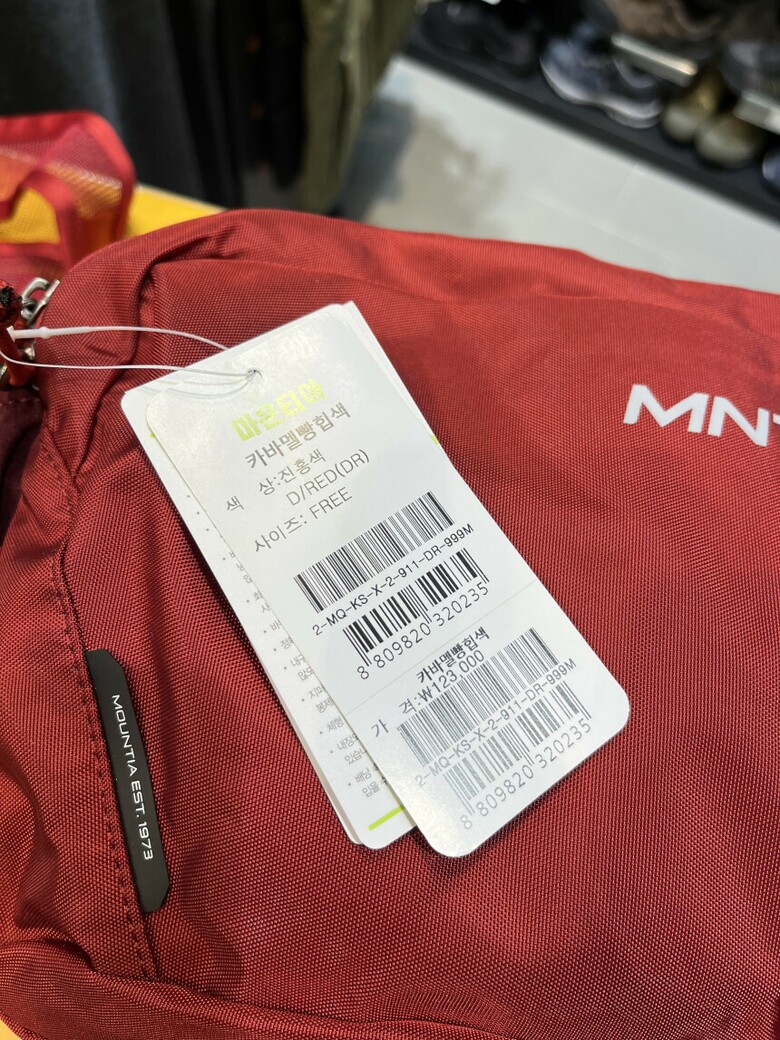 마운티아
카바멜빵힙색
색 상:진홍색
D/RED(DR)
사이즈: FREE
2-MQ-KS-X-2-911-DR-999M
8 809820 320235
카바멜빵힙색
가 격:₩123,000
2-MQ-KS-X-2-911-DR-999M
8 809820 320235
MOUNTIA EST. 1973
MNT